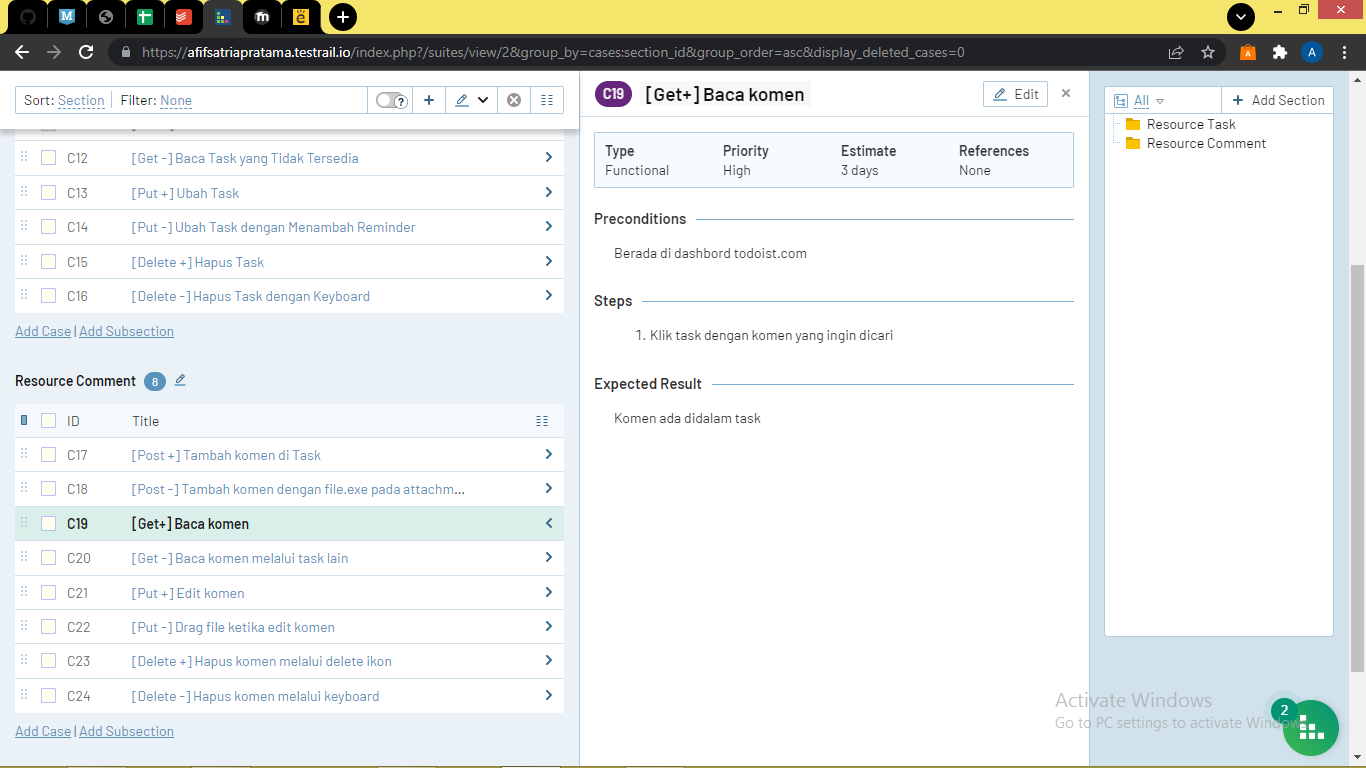 https://afifsatriapratama.testrail.io/index.php?/suites/view/2&group_by=cases:section_id&group_order=asc&display_deleted_cases=0
A
Sort: Section Filter: None
?
C12 [Get -] Baca Task yang Tidak Tersedia
C13 [Put +] Ubah Task
C14 [Put -] Ubah Task dengan Menambah Reminder
C15 [Delete +] Hapus Task
C16 [Delete -] Hapus Task dengan Keyboard
Add Case | Add Subsection
Resource Comment 8
ID Title
C17 [Post +] Tambah komen di Task
C18 [Post -] Tambah komen dengan file.exe pada attachm...
C19 [Get+] Baca komen
C20 [Get -] Baca komen melalui task lain
C21 [Put +] Edit komen
C22 [Put -] Drag file ketika edit komen
C23 [Delete +] Hapus komen melalui delete ikon
C24 [Delete -] Hapus komen melalui keyboard
Add Case | Add Subsection
C19 [Get+] Baca komen
Edit
Type Priority Estimate References
Functional High 3 days None
Preconditions
Berada di dashbord todoist.com
Steps
1. Klik task dengan komen yang ingin dicari
Expected Result
Komen ada didalam task
All + Add Section
Resource Task
Resource Comment
Activate Windows
Go to PC settings to activate Windows.
2